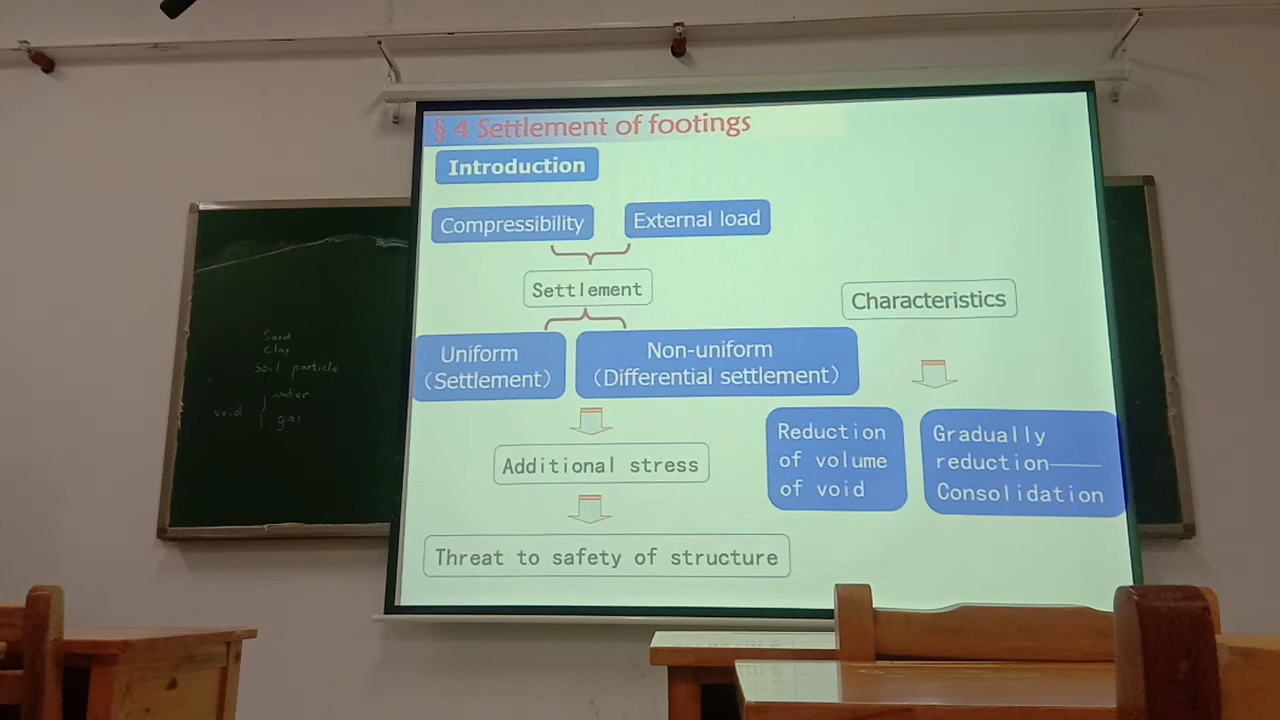 § 4 Settlement of footings
Introduction
Compressibility
External load
Settlement
Uniform
（Settlement）
Non-uniform
（Differential settlement）
Additional stress
Threat to safety of structure
Characteristics
Reduction
of volume
of void
Gradually
reduction——
Consolidation
Sand
Clay
Soil particle
void
water
gas